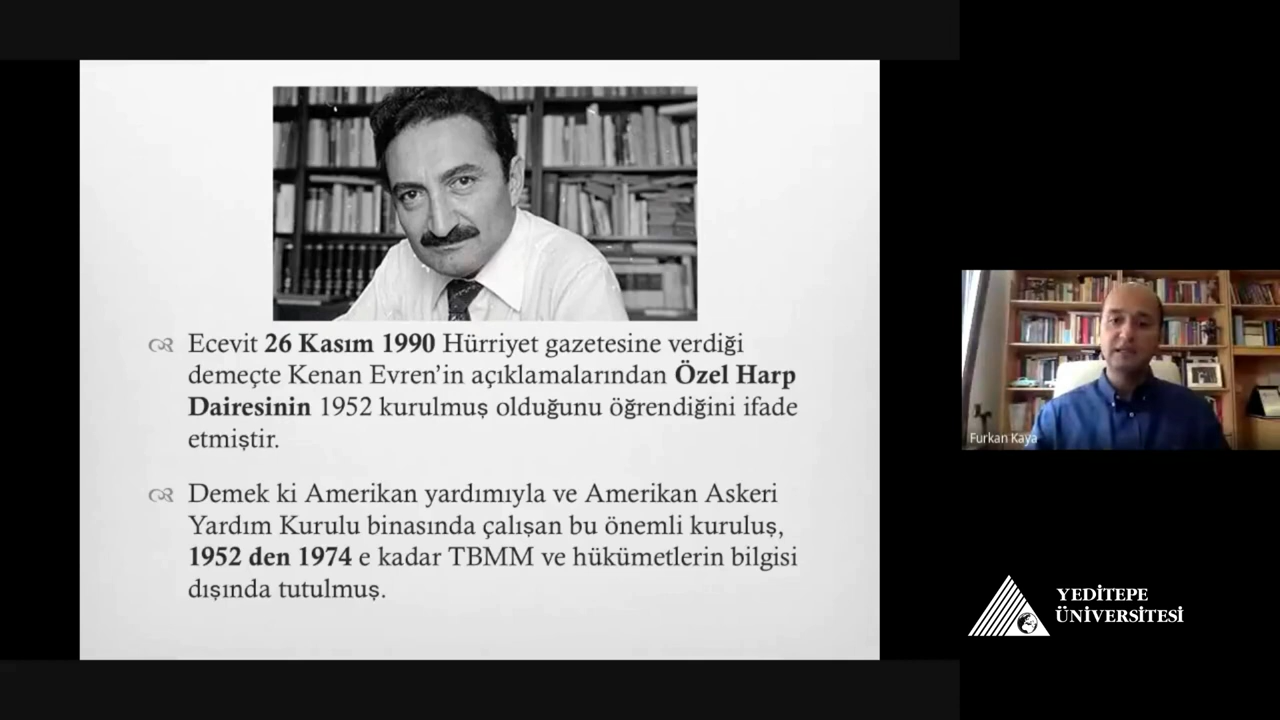 Ecevit 26 Kasım 1990 Hürriyet gazetesine verdiği
demeçte Kenan Evren’in açıklamalarından Özel Harp
Dairesinin 1952 kurulmuş olduğunu öğrendiğini ifade
etmiştir.
Demek ki Amerikan yardımıyla ve Amerikan Askeri
Yardım Kurulu binasında çalışan bu önemli kuruluş,
1952 den 1974 e kadar TBMM ve hükümetlerin bilgisi
dışında tutulmuş.
Furkan Kaya
YEDİTEPE
ÜNİVERSİTESİ